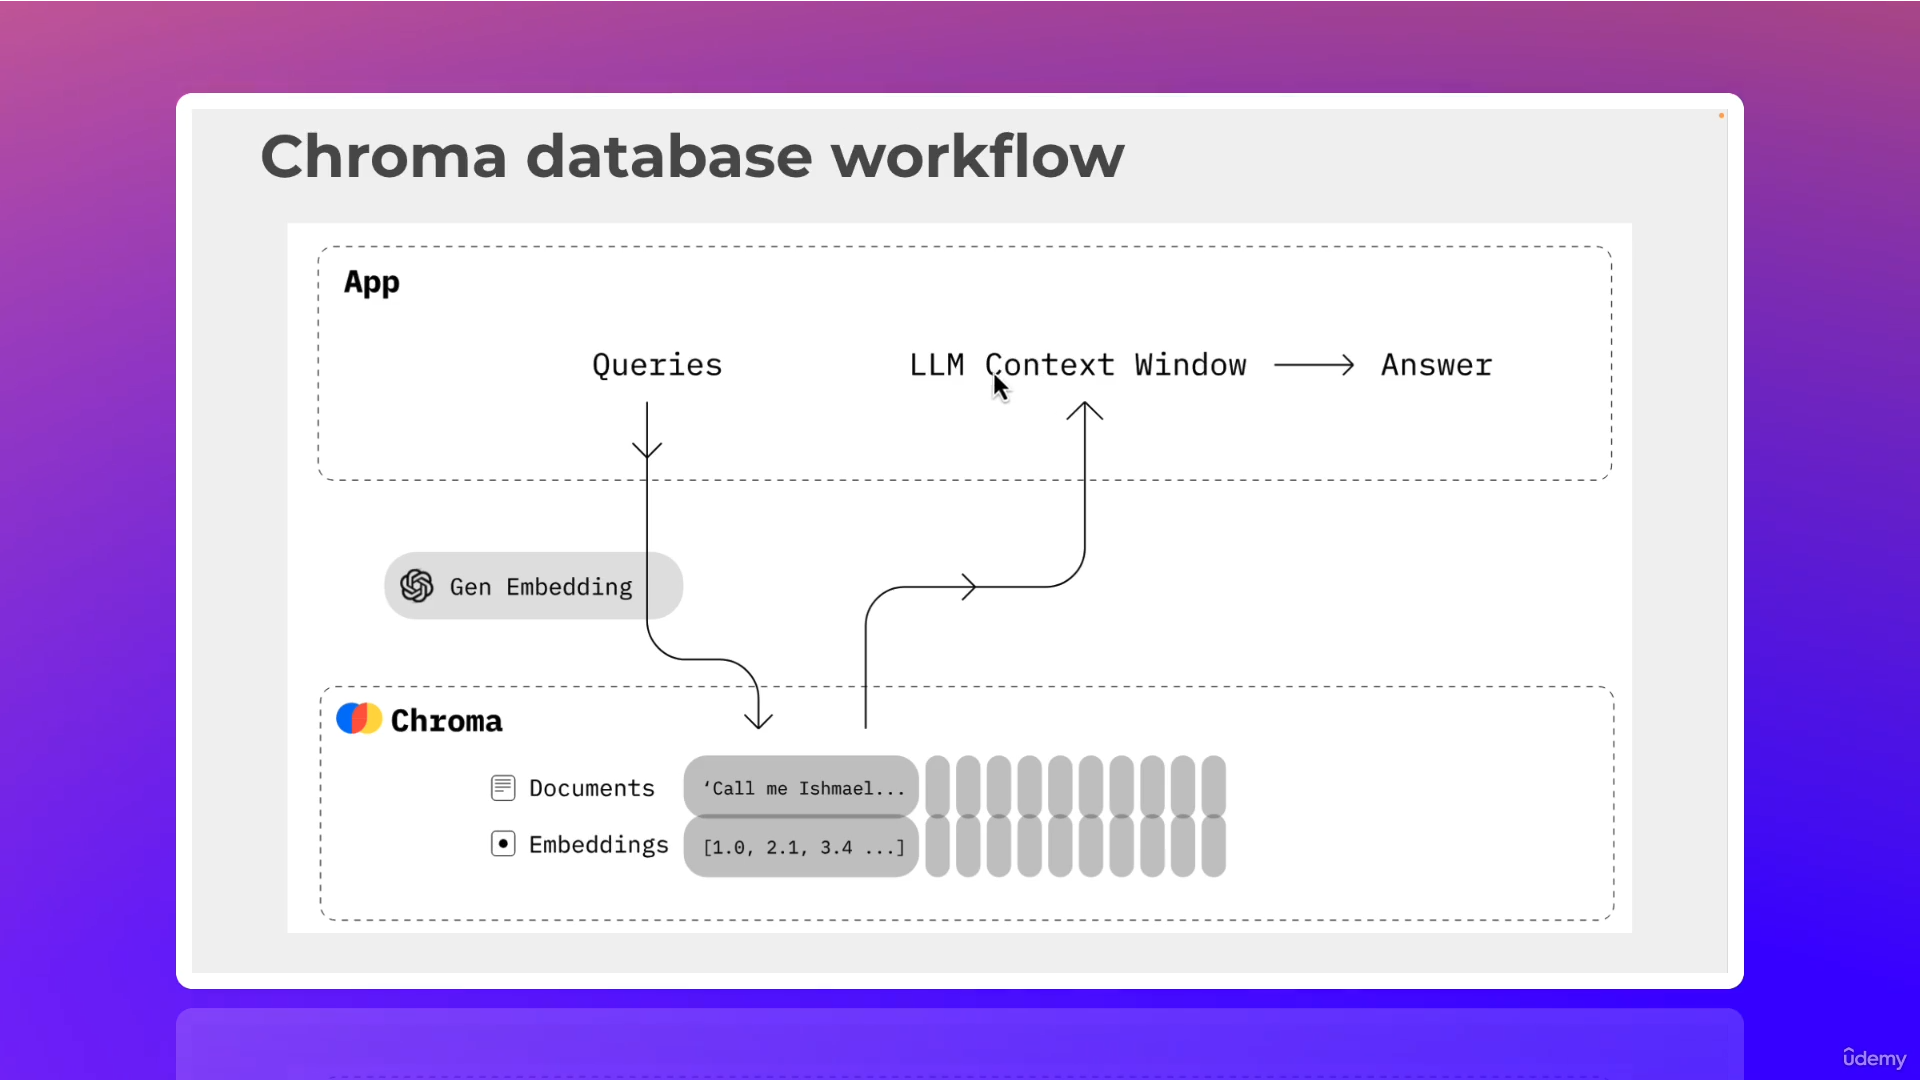 Chroma database workflow
App
Queries
LLM Context Window
Answer
Gen Embedding
Chroma
Documents
‘Call me Ishmael...
Embeddings
[1.0, 2.1, 3.4 ...]
ûdemy